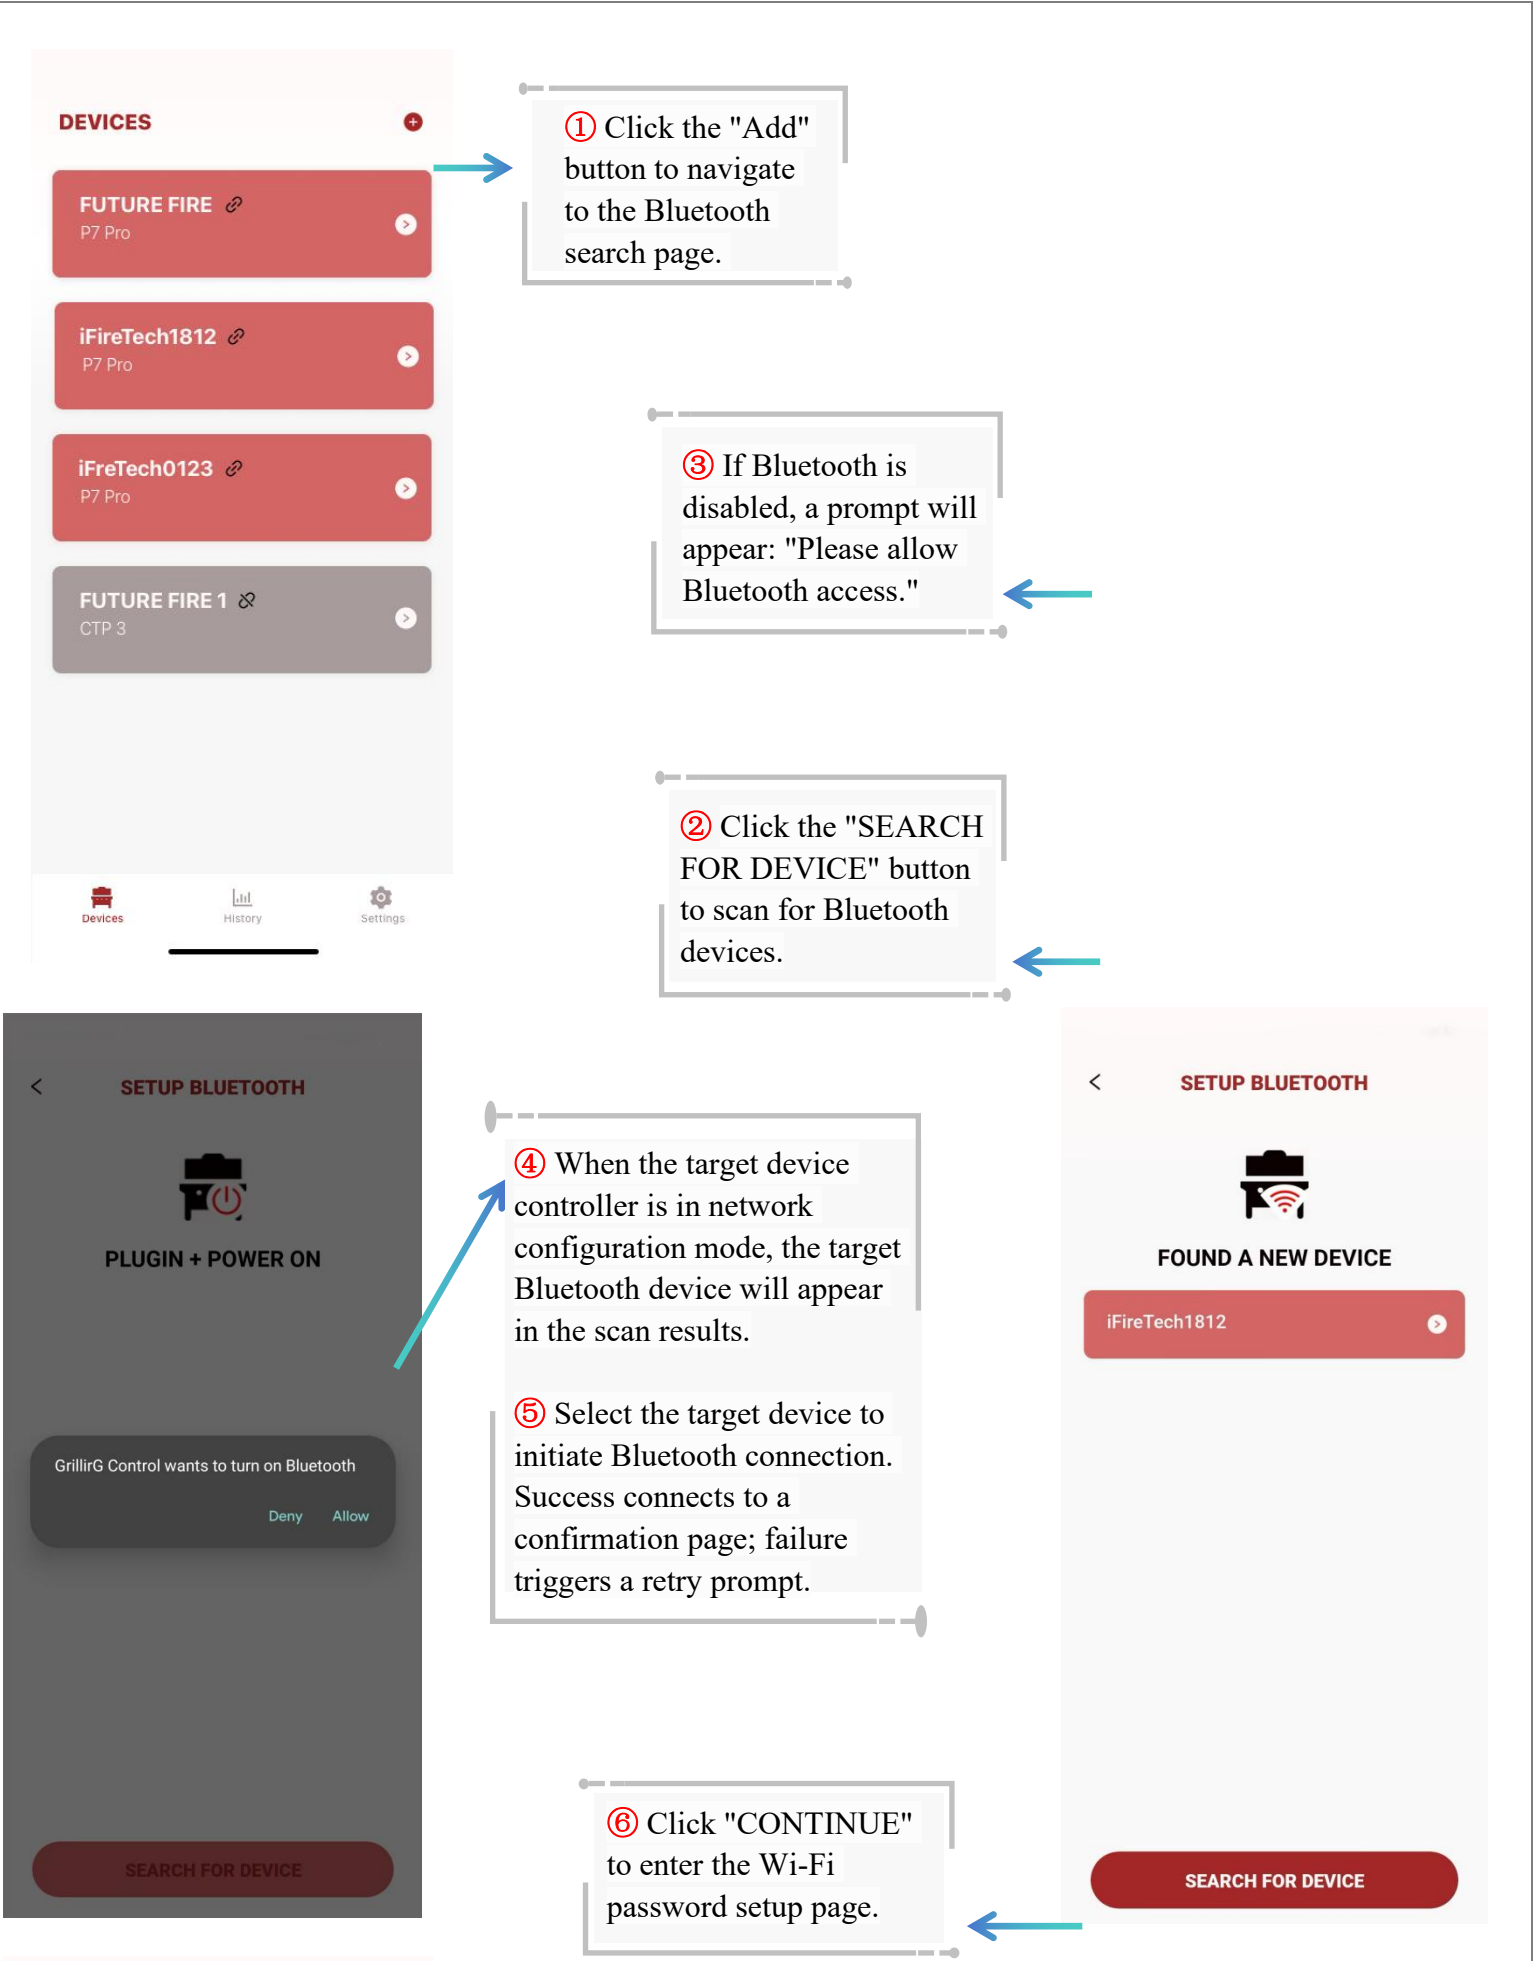 DEVICES
FUTURE FIRE
P7 Pro
iFireTech1812
P7 Pro
iFreTech0123
P7 Pro
FUTURE FIRE 1
CTP 3
Devices
History
Settings
① Click the "Add"
button to navigate
to the Bluetooth
search page.
③ If Bluetooth is
disabled, a prompt will
appear: "Please allow
Bluetooth access."
② Click the "SEARCH
FOR DEVICE" button
to scan for Bluetooth
devices.
SETUP BLUETOOTH
PLUGIN + POWER ON
GrillirG Control wants to turn on Bluetooth
Deny Allow
SEARCH FOR DEVICE
④ When the target device
controller is in network
configuration mode, the target
Bluetooth device will appear
in the scan results.
⑤ Select the target device to
initiate Bluetooth connection.
Success connects to a
confirmation page; failure
triggers a retry prompt.
⑥ Click "CONTINUE"
to enter the Wi-Fi
password setup page.
SETUP BLUETOOTH
FOUND A NEW DEVICE
iFireTech1812
SEARCH FOR DEVICE